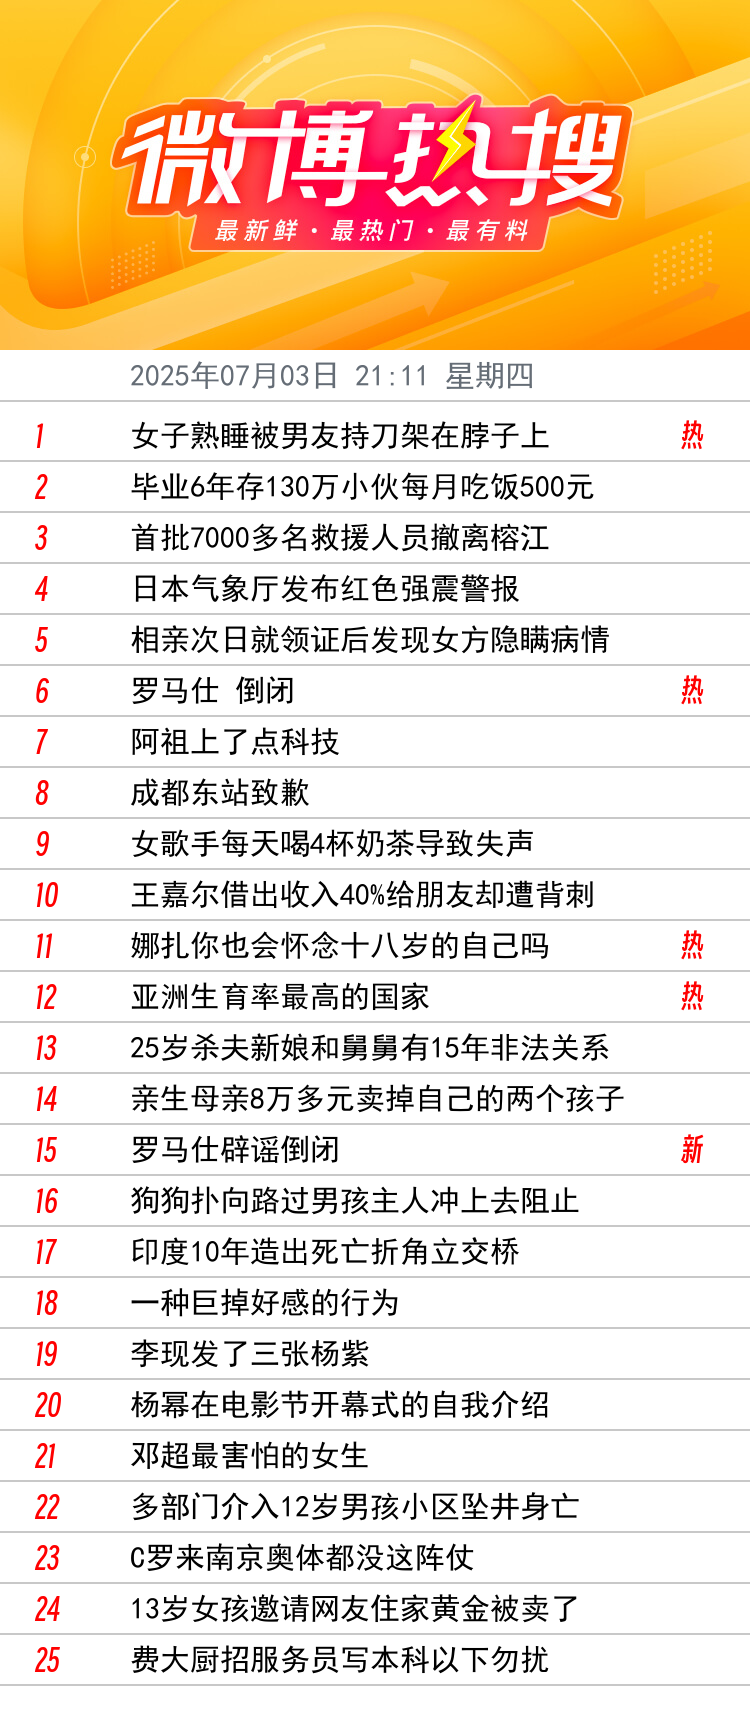 微博热搜
最新鲜·最热门·最有料
2025年07月03日 21:11 星期四
1 女子熟睡被男友持刀架在脖子上 热
2 毕业6年存130万小伙每月吃饭500元
3 首批7000多名救援人员撤离榕江
4 日本气象厅发布红色强震警报
5 相亲次日就领证后发现女方隐瞒病情
6 罗马仕 倒闭 热
7 阿祖上了点科技
8 成都东站致歉
9 女歌手每天喝4杯奶茶导致失声
10 王嘉尔借出收入40%给朋友却遭背刺
11 娜扎你也会怀念十八岁的自己吗 热
12 亚洲生育率最高的国家 热
13 25岁杀夫新娘和舅舅有15年非法关系
14 亲生母亲8万多元卖掉自己的两个孩子
15 罗马仕辟谣倒闭 新
16 狗狗扑向路过男孩主人冲上去阻止
17 印度10年造出死亡折角立交桥
18 一种巨掉好感的行为
19 李现发了三张杨紫
20 杨幂在电影节开幕式的自我介绍
21 邓超最害怕的女生
22 多部门介入12岁男孩小区坠井身亡
23 C罗来南京奥体都没这阵仗
24 13岁女孩邀请网友住家黄金被卖了
25 费大厨招服务员写本科以下勿扰